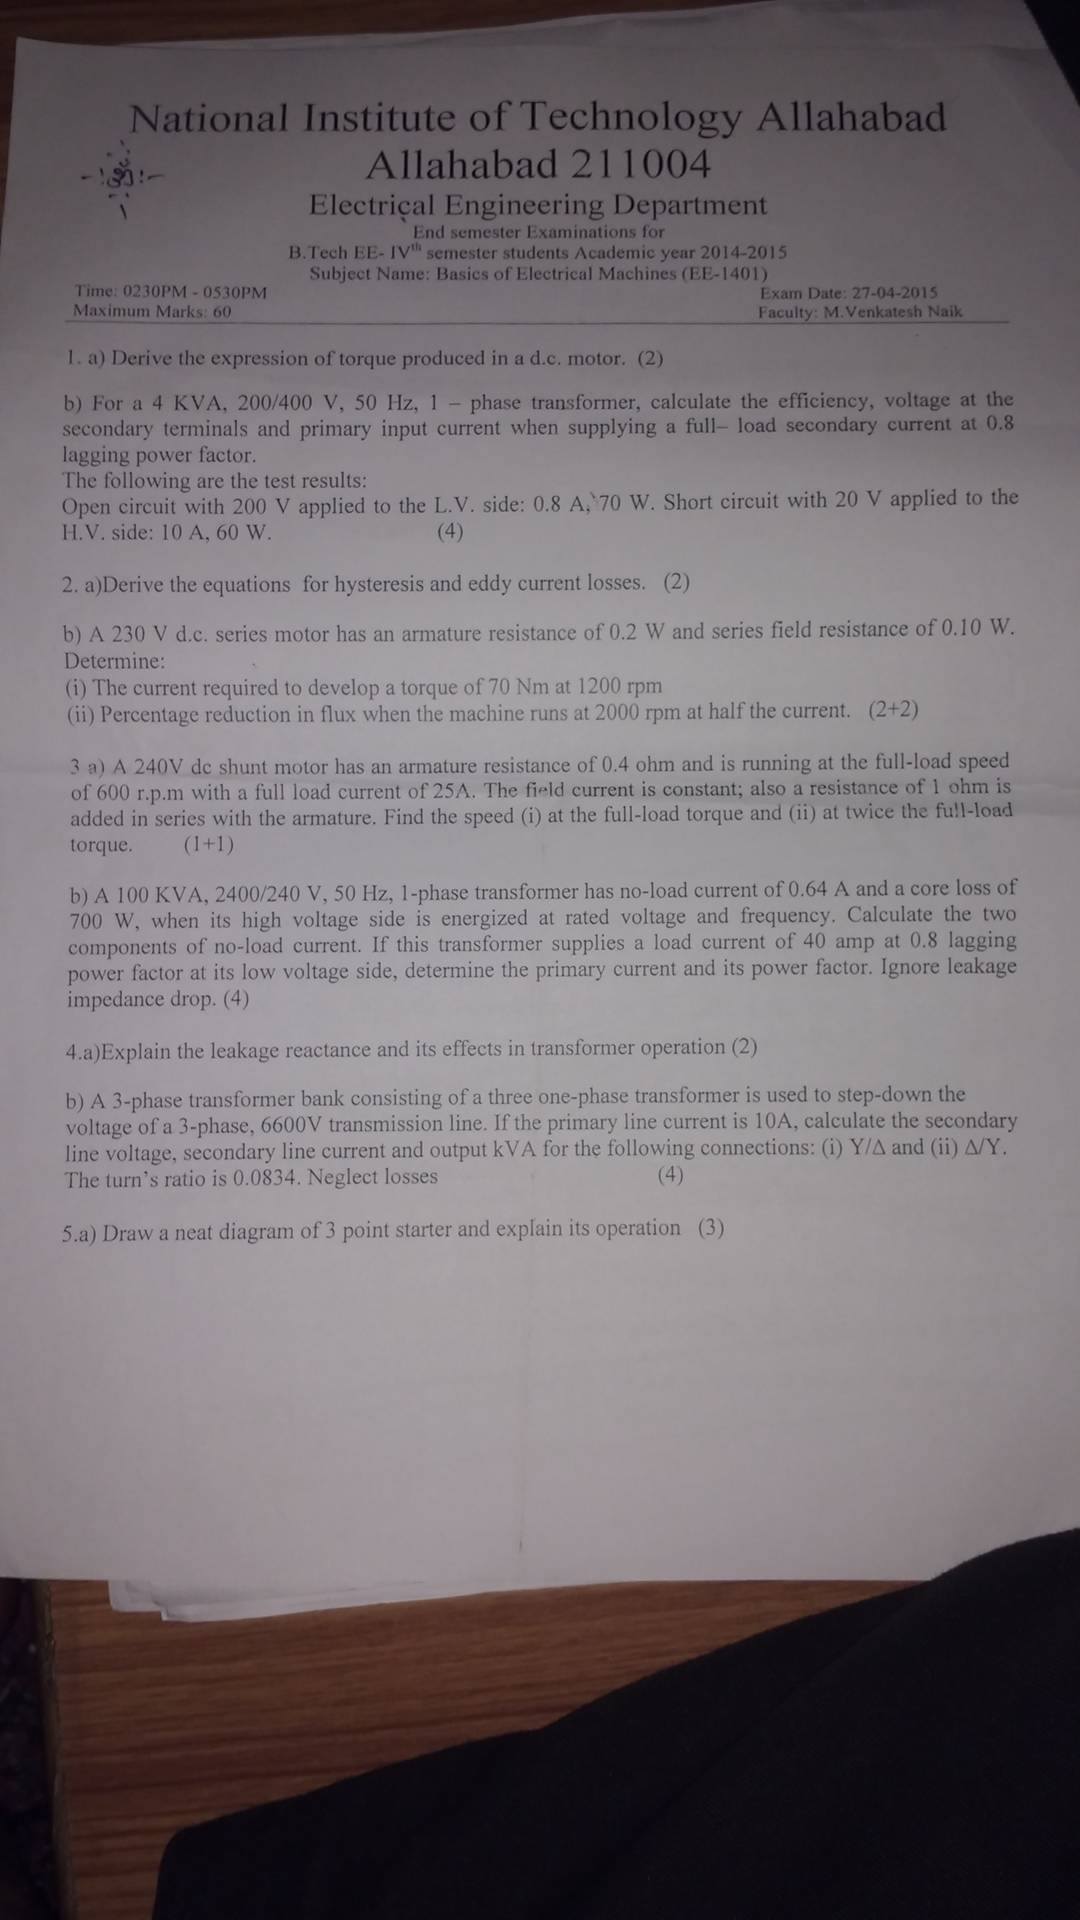 National Institute of Technology Allahabad
Allahabad 211004
-:ॐ:-
Electrical Engineering Department
End semester Examinations for
B.Tech EE- IVth semester students Academic year 2014-2015
Subject Name: Basics of Electrical Machines (EE-1401)
Time: 0230PM - 0530PM Exam Date: 27-04-2015
Maximum Marks: 60 Faculty: M.Venkatesh Naik
1. a) Derive the expression of torque produced in a d.c. motor. (2)
b) For a 4 KVA, 200/400 V, 50 Hz, 1 – phase transformer, calculate the efficiency, voltage at the
secondary terminals and primary input current when supplying a full– load secondary current at 0.8
lagging power factor.
The following are the test results:
Open circuit with 200 V applied to the L.V. side: 0.8 A, 70 W. Short circuit with 20 V applied to the
H.V. side: 10 A, 60 W. (4)
2. a)Derive the equations for hysteresis and eddy current losses. (2)
b) A 230 V d.c. series motor has an armature resistance of 0.2 W and series field resistance of 0.10 W.
Determine:
(i) The current required to develop a torque of 70 Nm at 1200 rpm
(ii) Percentage reduction in flux when the machine runs at 2000 rpm at half the current. (2+2)
3 a) A 240V dc shunt motor has an armature resistance of 0.4 ohm and is running at the full-load speed
of 600 r.p.m with a full load current of 25A. The field current is constant; also a resistance of 1 ohm is
added in series with the armature. Find the speed (i) at the full-load torque and (ii) at twice the full-load
torque. (1+1)
b) A 100 KVA, 2400/240 V, 50 Hz, 1-phase transformer has no-load current of 0.64 A and a core loss of
700 W, when its high voltage side is energized at rated voltage and frequency. Calculate the two
components of no-load current. If this transformer supplies a load current of 40 amp at 0.8 lagging
power factor at its low voltage side, determine the primary current and its power factor. Ignore leakage
impedance drop. (4)
4.a)Explain the leakage reactance and its effects in transformer operation (2)
b) A 3-phase transformer bank consisting of a three one-phase transformer is used to step-down the
voltage of a 3-phase, 6600V transmission line. If the primary line current is 10A, calculate the secondary
line voltage, secondary line current and output kVA for the following connections: (i) Y/Δ and (ii) Δ/Y.
The turn’s ratio is 0.0834. Neglect losses (4)
5.a) Draw a neat diagram of 3 point starter and explain its operation (3)